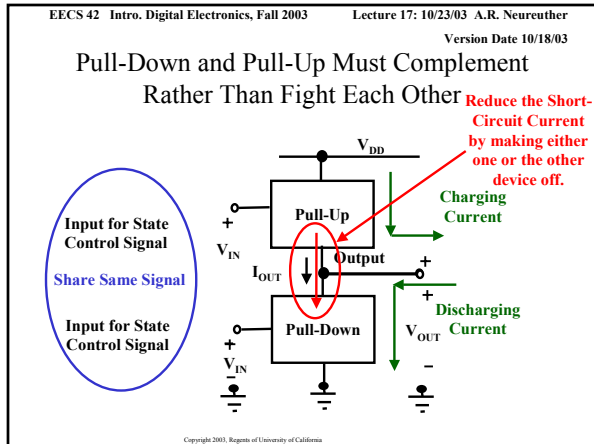 EECS 42 Intro. Digital Electronics, Fall 2003 Lecture 17: 10/23/03 A.R. Neureuther
Version Date 10/18/03
Pull-Down and Pull-Up Must Complement
Rather Than Fight Each Other
Reduce the Short-
Circuit Current
by making either
one or the other
device off.
VDD
Input for State
Control Signal
Share Same Signal
Input for State
Control Signal
+
VIN
Pull-Up
Charging
Current
IOUT
Output
+
+
VIN
–
Pull-Down
+
VOUT
–
Discharging
Current
Copyright 2003, Regents of University of California